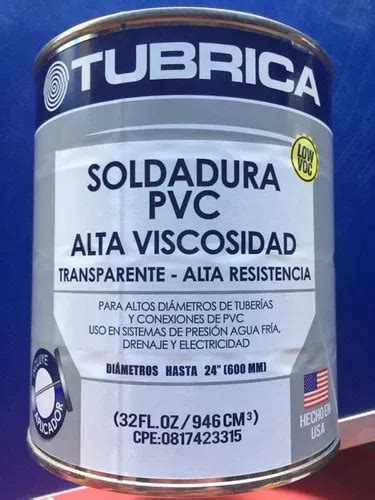 TUBRICA
LOW
VOC
SOLDADURA
PVC
ALTA VISCOSIDAD
TRANSPARENTE - ALTA RESISTENCIA
PARA ALTOS DIÁMETROS DE TUBERÍAS
Y CONEXIONES DE PVC
USO EN SISTEMAS DE PRESIÓN AGUA FRÍA,
DRENAJE Y ELECTRICIDAD
DIÁMETROS HASTA 24" (600 MM)
INCLUYE
APLICADOR
(32FL.OZ/946CM³)
CPE:0817423315
HECHO EN
USA